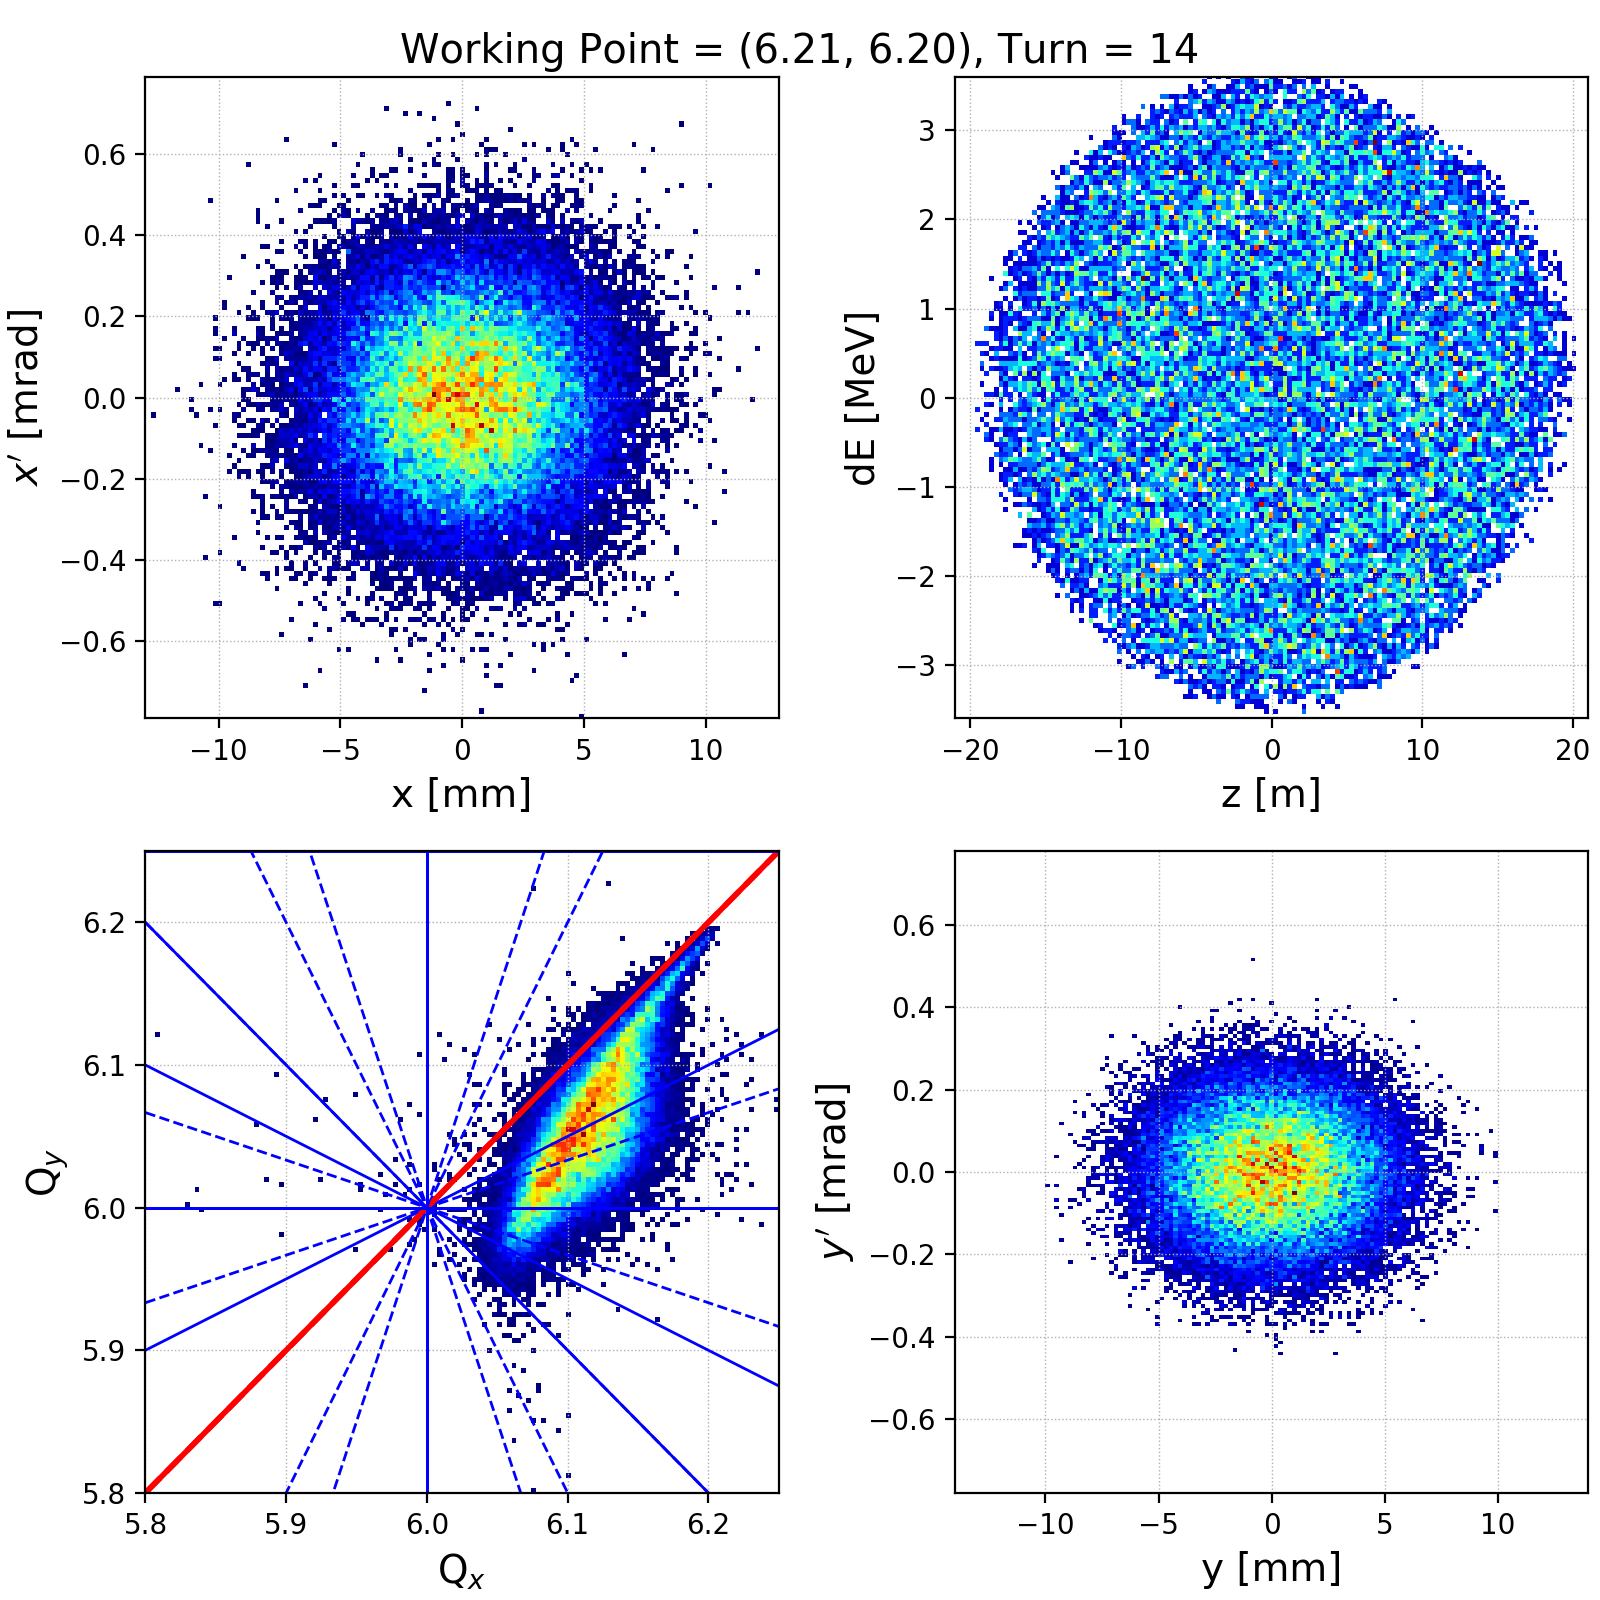 Working Point = (6.21, 6.20), Turn = 14
x′ [mrad]
0.6
0.4
0.2
0.0
−0.2
−0.4
−0.6
−10 −5 0 5 10
x [mm]
dE [MeV]
3
2
1
0
−1
−2
−3
−20 −10 0 10 20
z [m]
Qy
6.2
6.1
6.0
5.9
5.8
5.8 5.9 6.0 6.1 6.2
Qx
y′ [mrad]
0.6
0.4
0.2
0.0
−0.2
−0.4
−0.6
−10 −5 0 5 10
y [mm]